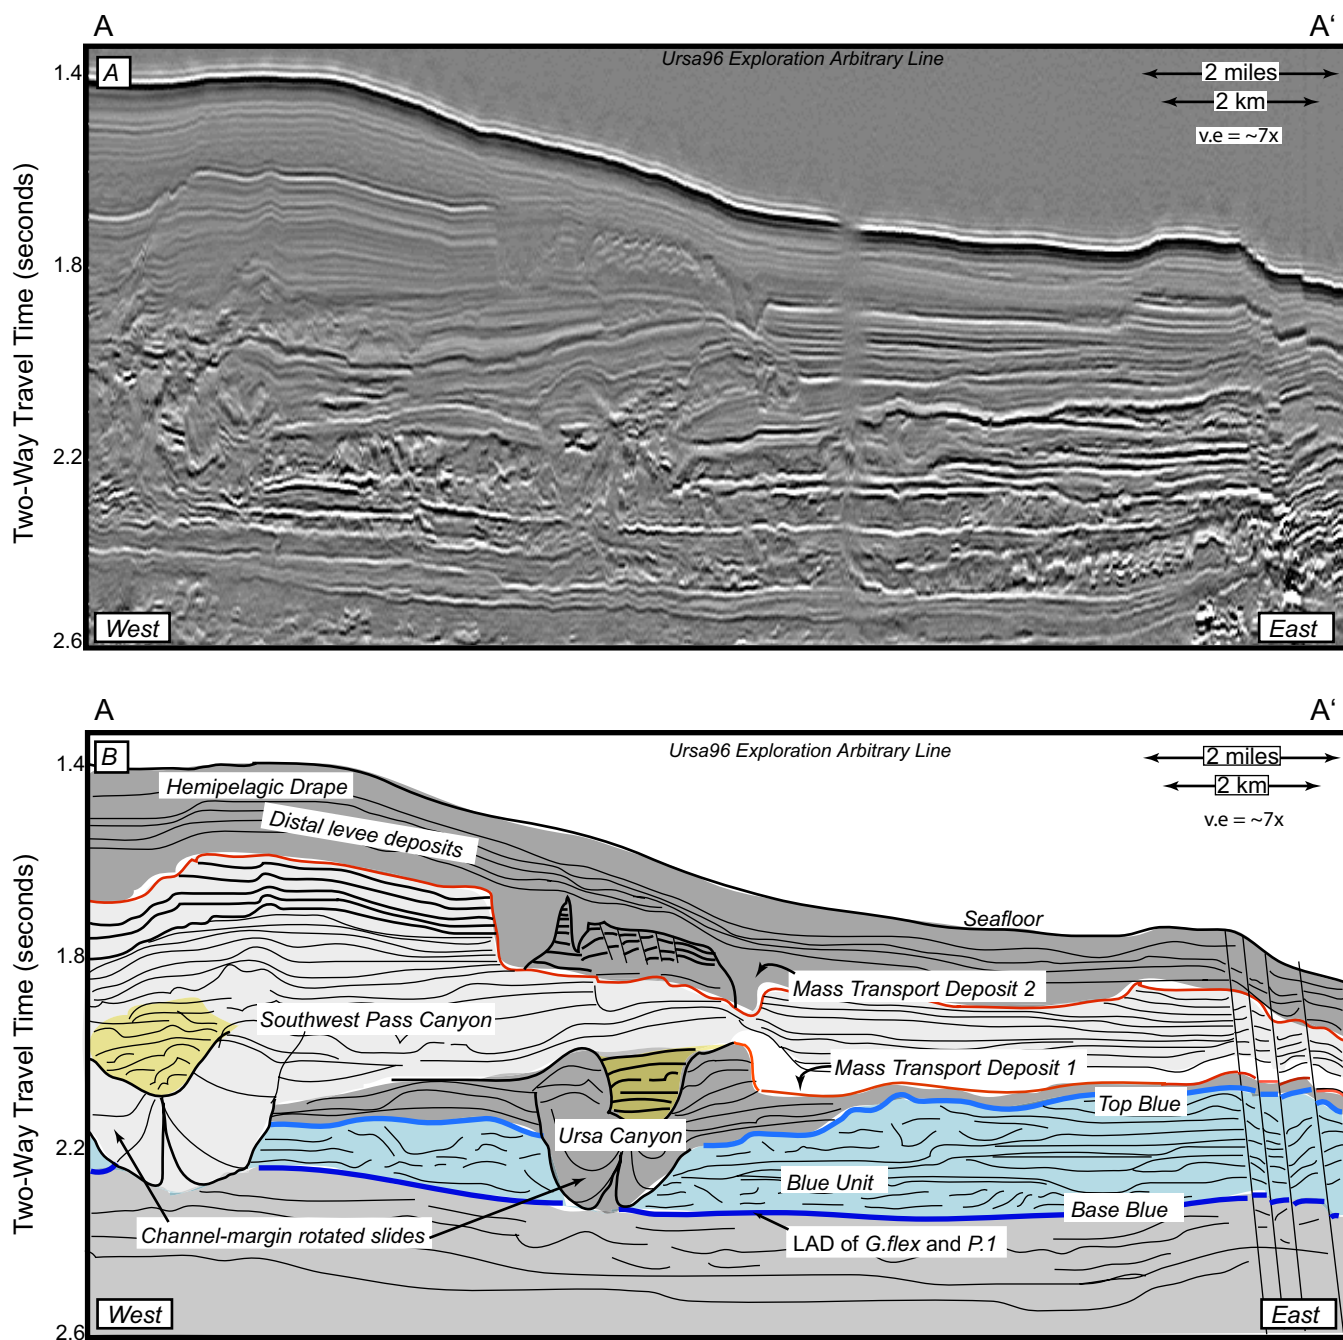 A
A'
A
Ursa96 Exploration Arbitrary Line
2 miles
2 km
v.e = ~7x
1.4
1.8
2.2
2.6
Two-Way Travel Time (seconds)
West
East
A
A'
B
Ursa96 Exploration Arbitrary Line
2 miles
2 km
v.e = ~7x
1.4
1.8
2.2
2.6
Two-Way Travel Time (seconds)
Hemipelagic Drape
Distal levee deposits
Seafloor
Mass Transport Deposit 2
Southwest Pass Canyon
Mass Transport Deposit 1
Top Blue
Ursa Canyon
Blue Unit
Base Blue
Channel-margin rotated slides
LAD of G.flex and P.1
West
East